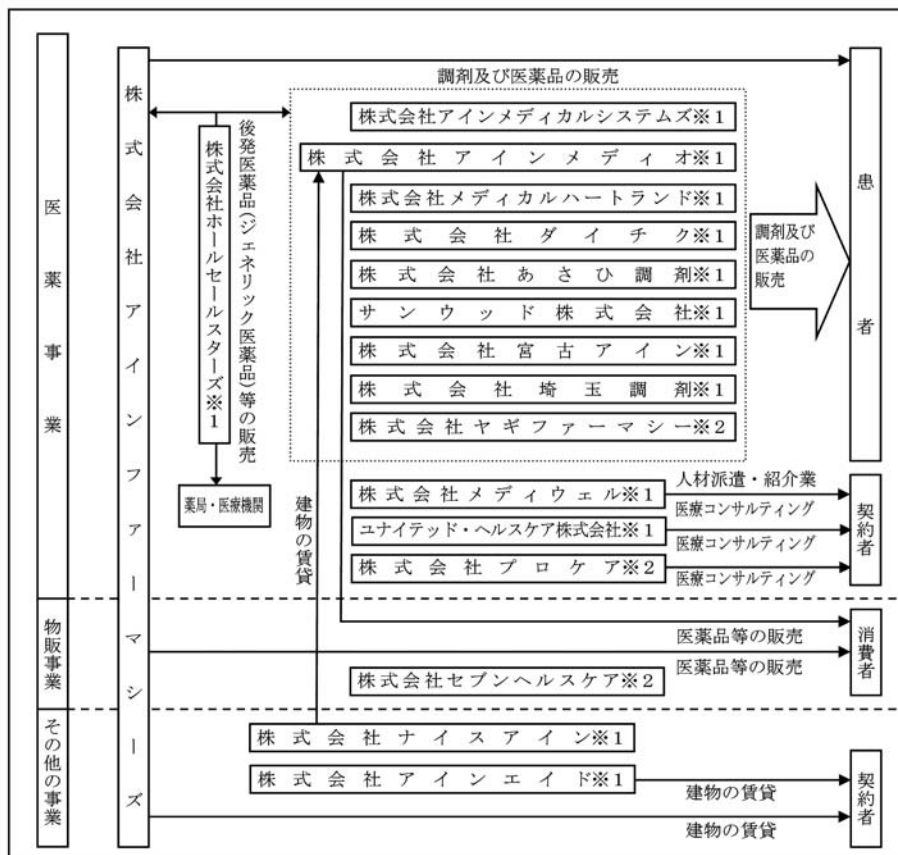 医薬事業
株式会社アインファーマシーズ
調剤及び医薬品の販売
患者
株式会社ホールセールスターズ※1
後発医薬品(ジェネリック医薬品)等の販売
薬局・医療機関
株式会社アインメディカルシステムズ※1
株式会社アインメディオ※1
株式会社メディカルハートランド※1
株式会社ダイチク※1
株式会社あさひ調剤※1
サンウッド株式会社※1
株式会社宮古アイン※1
株式会社埼玉調剤※1
株式会社ヤギファーマシー※2
調剤及び
医薬品の
販売
建物の賃貸
株式会社メディウェル※1
人材派遣・紹介業
医療コンサルティング
ユナイテッド・ヘルスケア株式会社※1
医療コンサルティング
株式会社プロケア※2
医療コンサルティング
契約者
物販事業
医薬品等の販売
医薬品等の販売
消費者
株式会社セブンヘルスケア※2
その他の事業
株式会社ナイスアイン※1
株式会社アインエイド※1
建物の賃貸
建物の賃貸
契約者